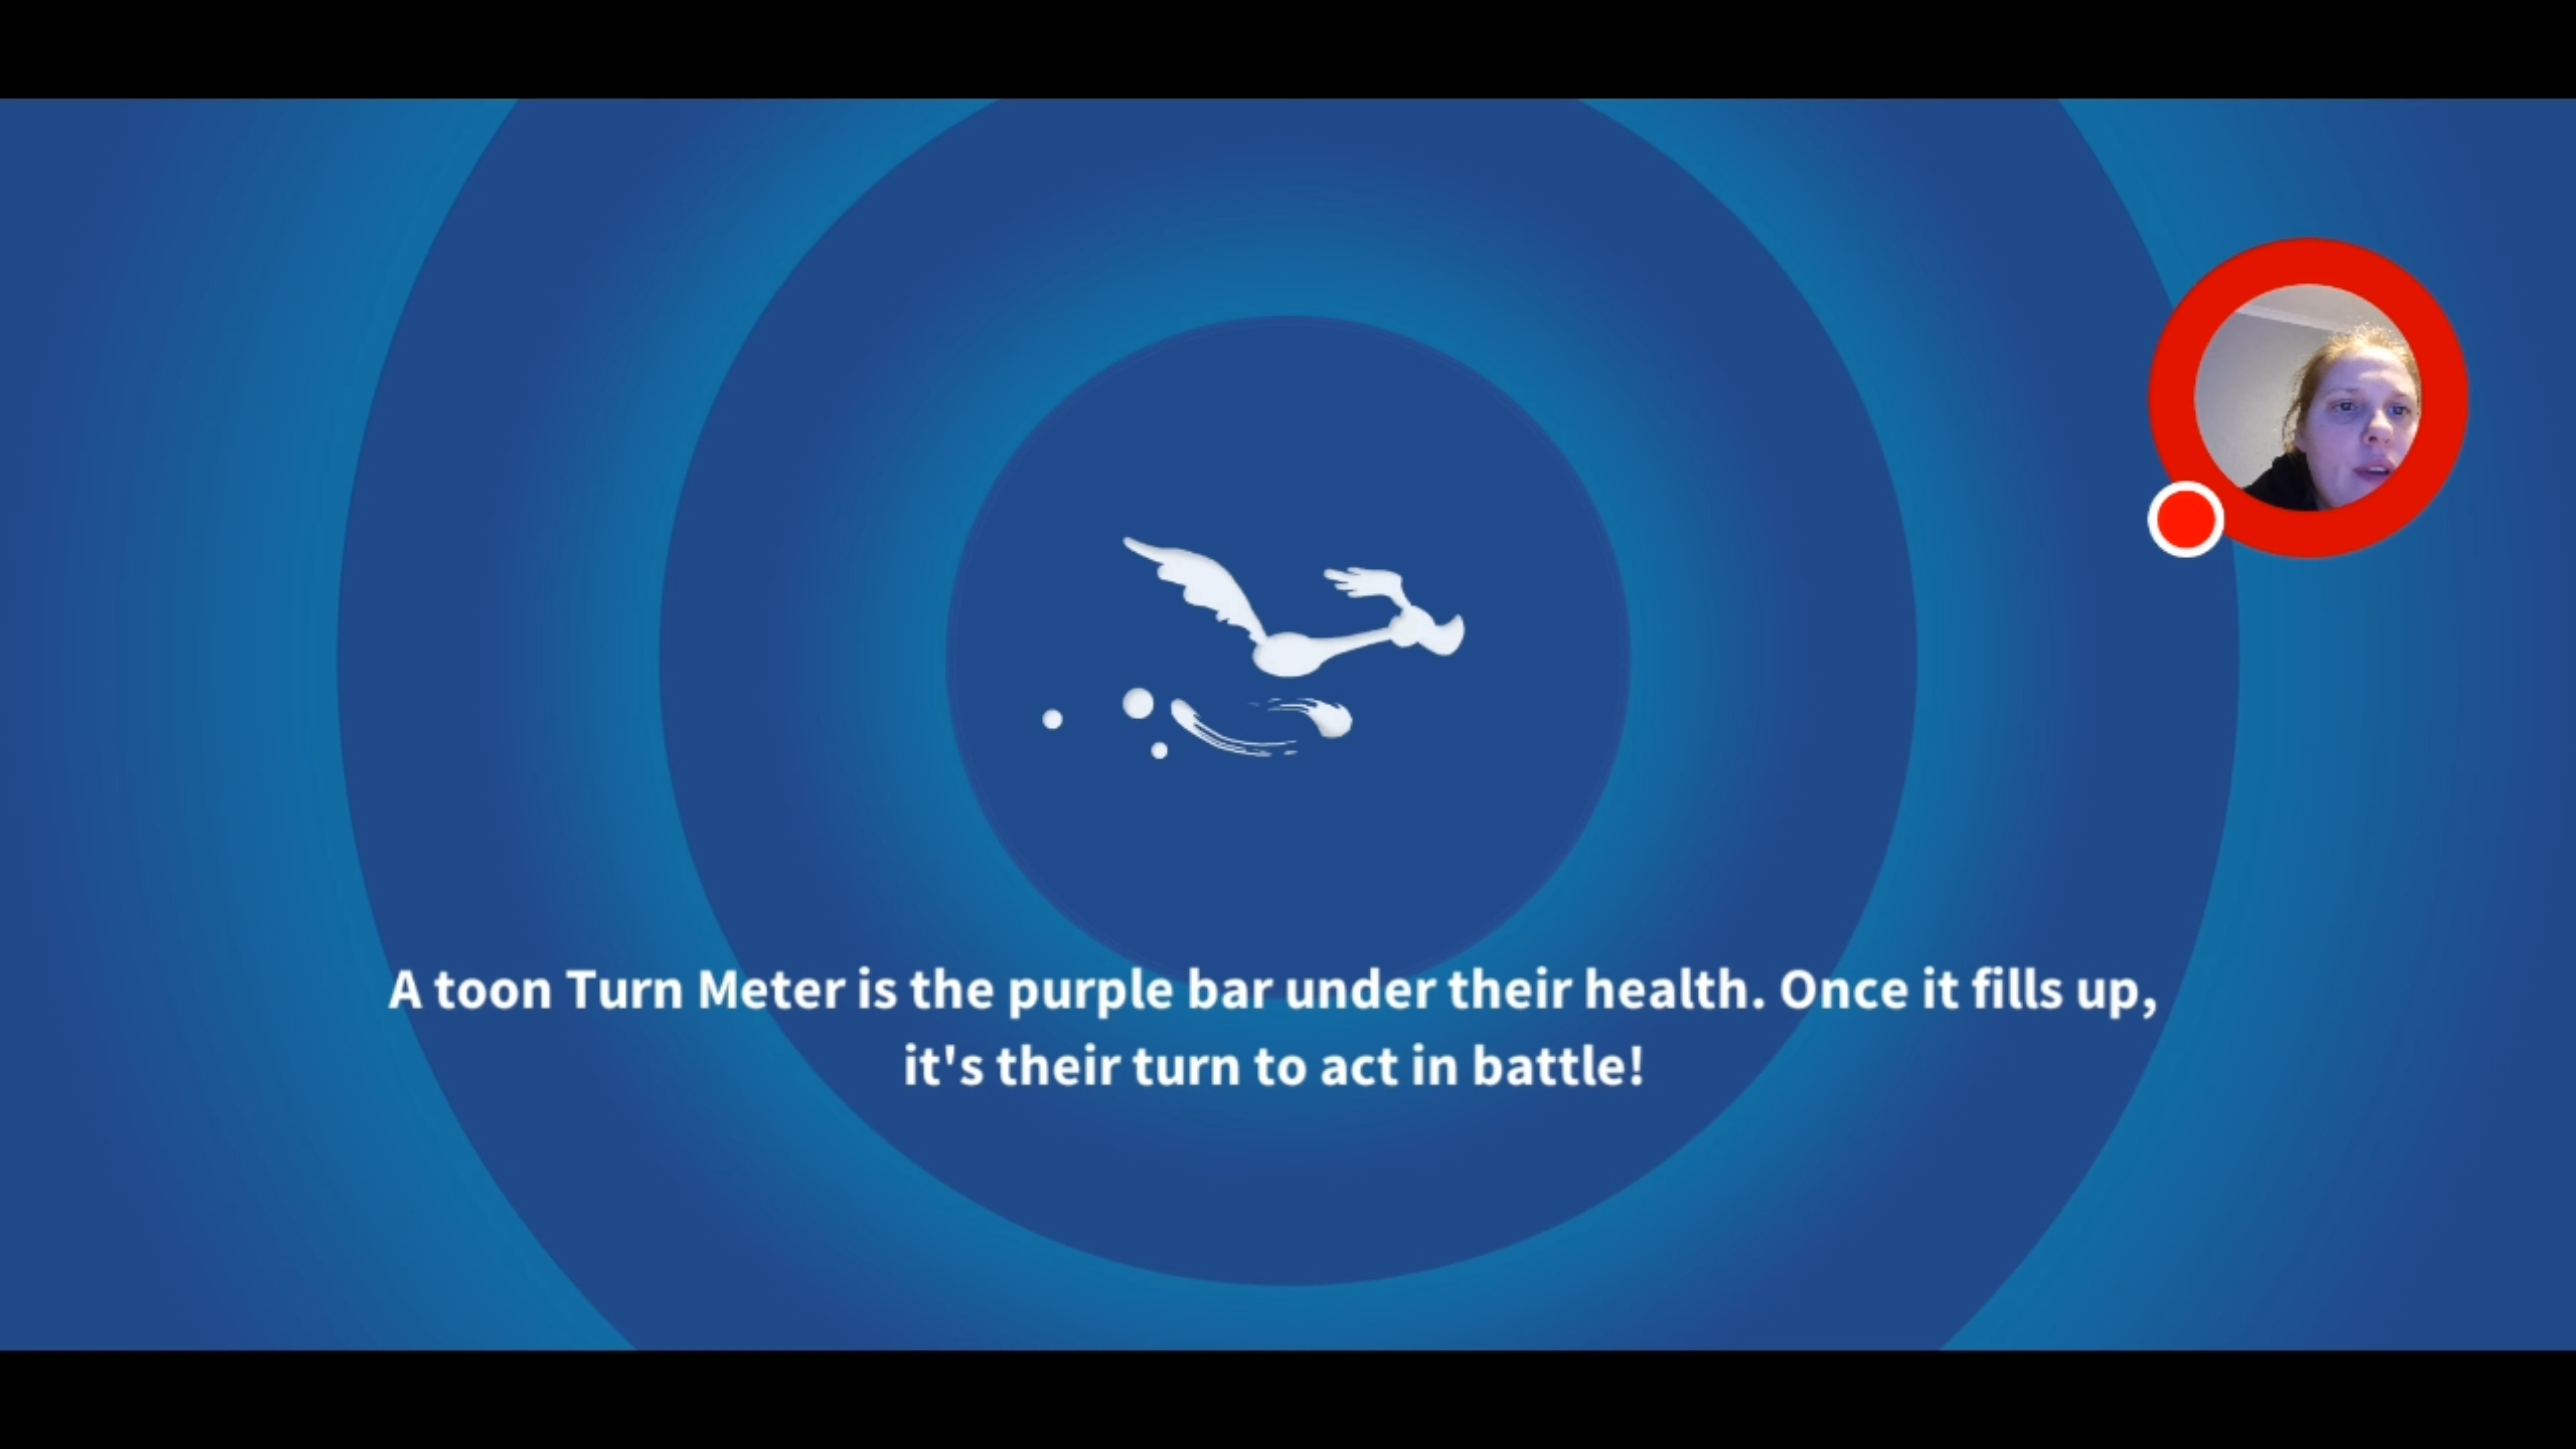 A toon Turn Meter is the purple bar under their health. Once it fills up,
it's their turn to act in battle!